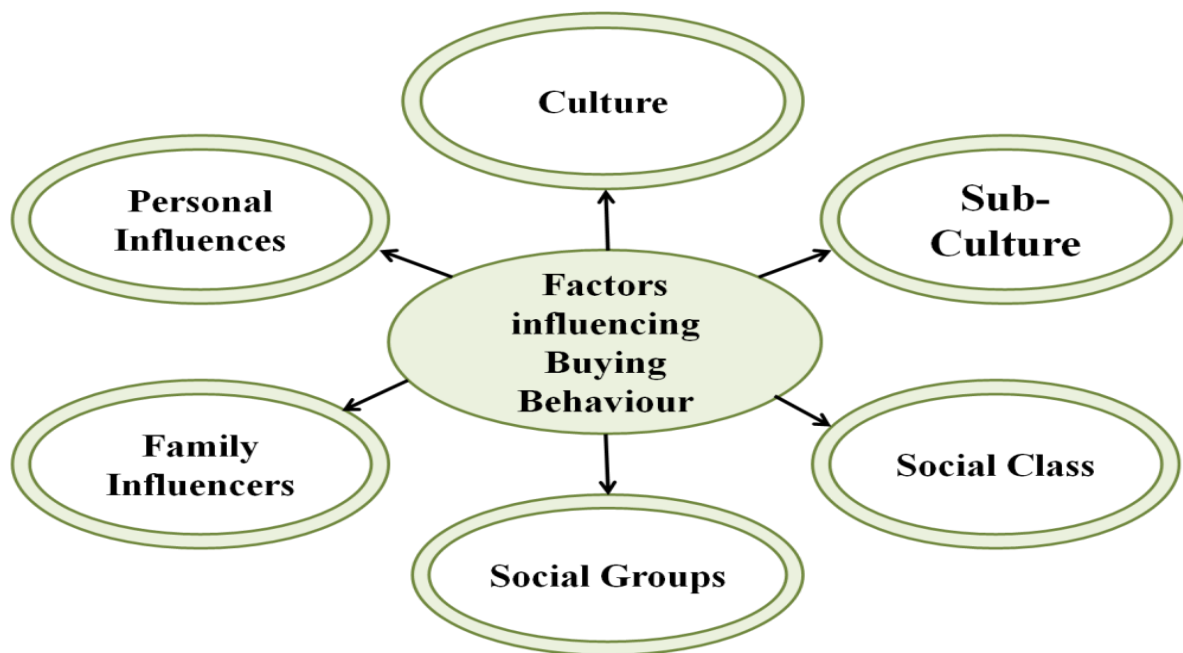 Culture
Personal
Influences
Sub-
Culture
Factors
influencing
Buying
Behaviour
Family
Influencers
Social Class
Social Groups